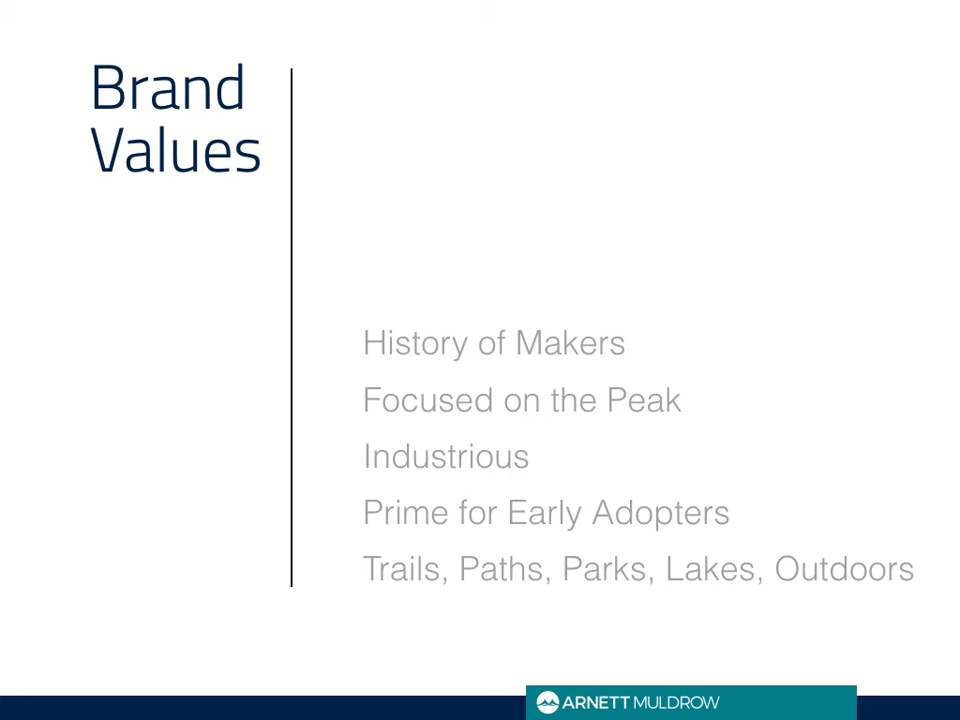 Brand
Values
History of Makers
Focused on the Peak
Industrious
Prime for Early Adopters
Trails, Paths, Parks, Lakes, Outdoors
ARNETT MULDROW